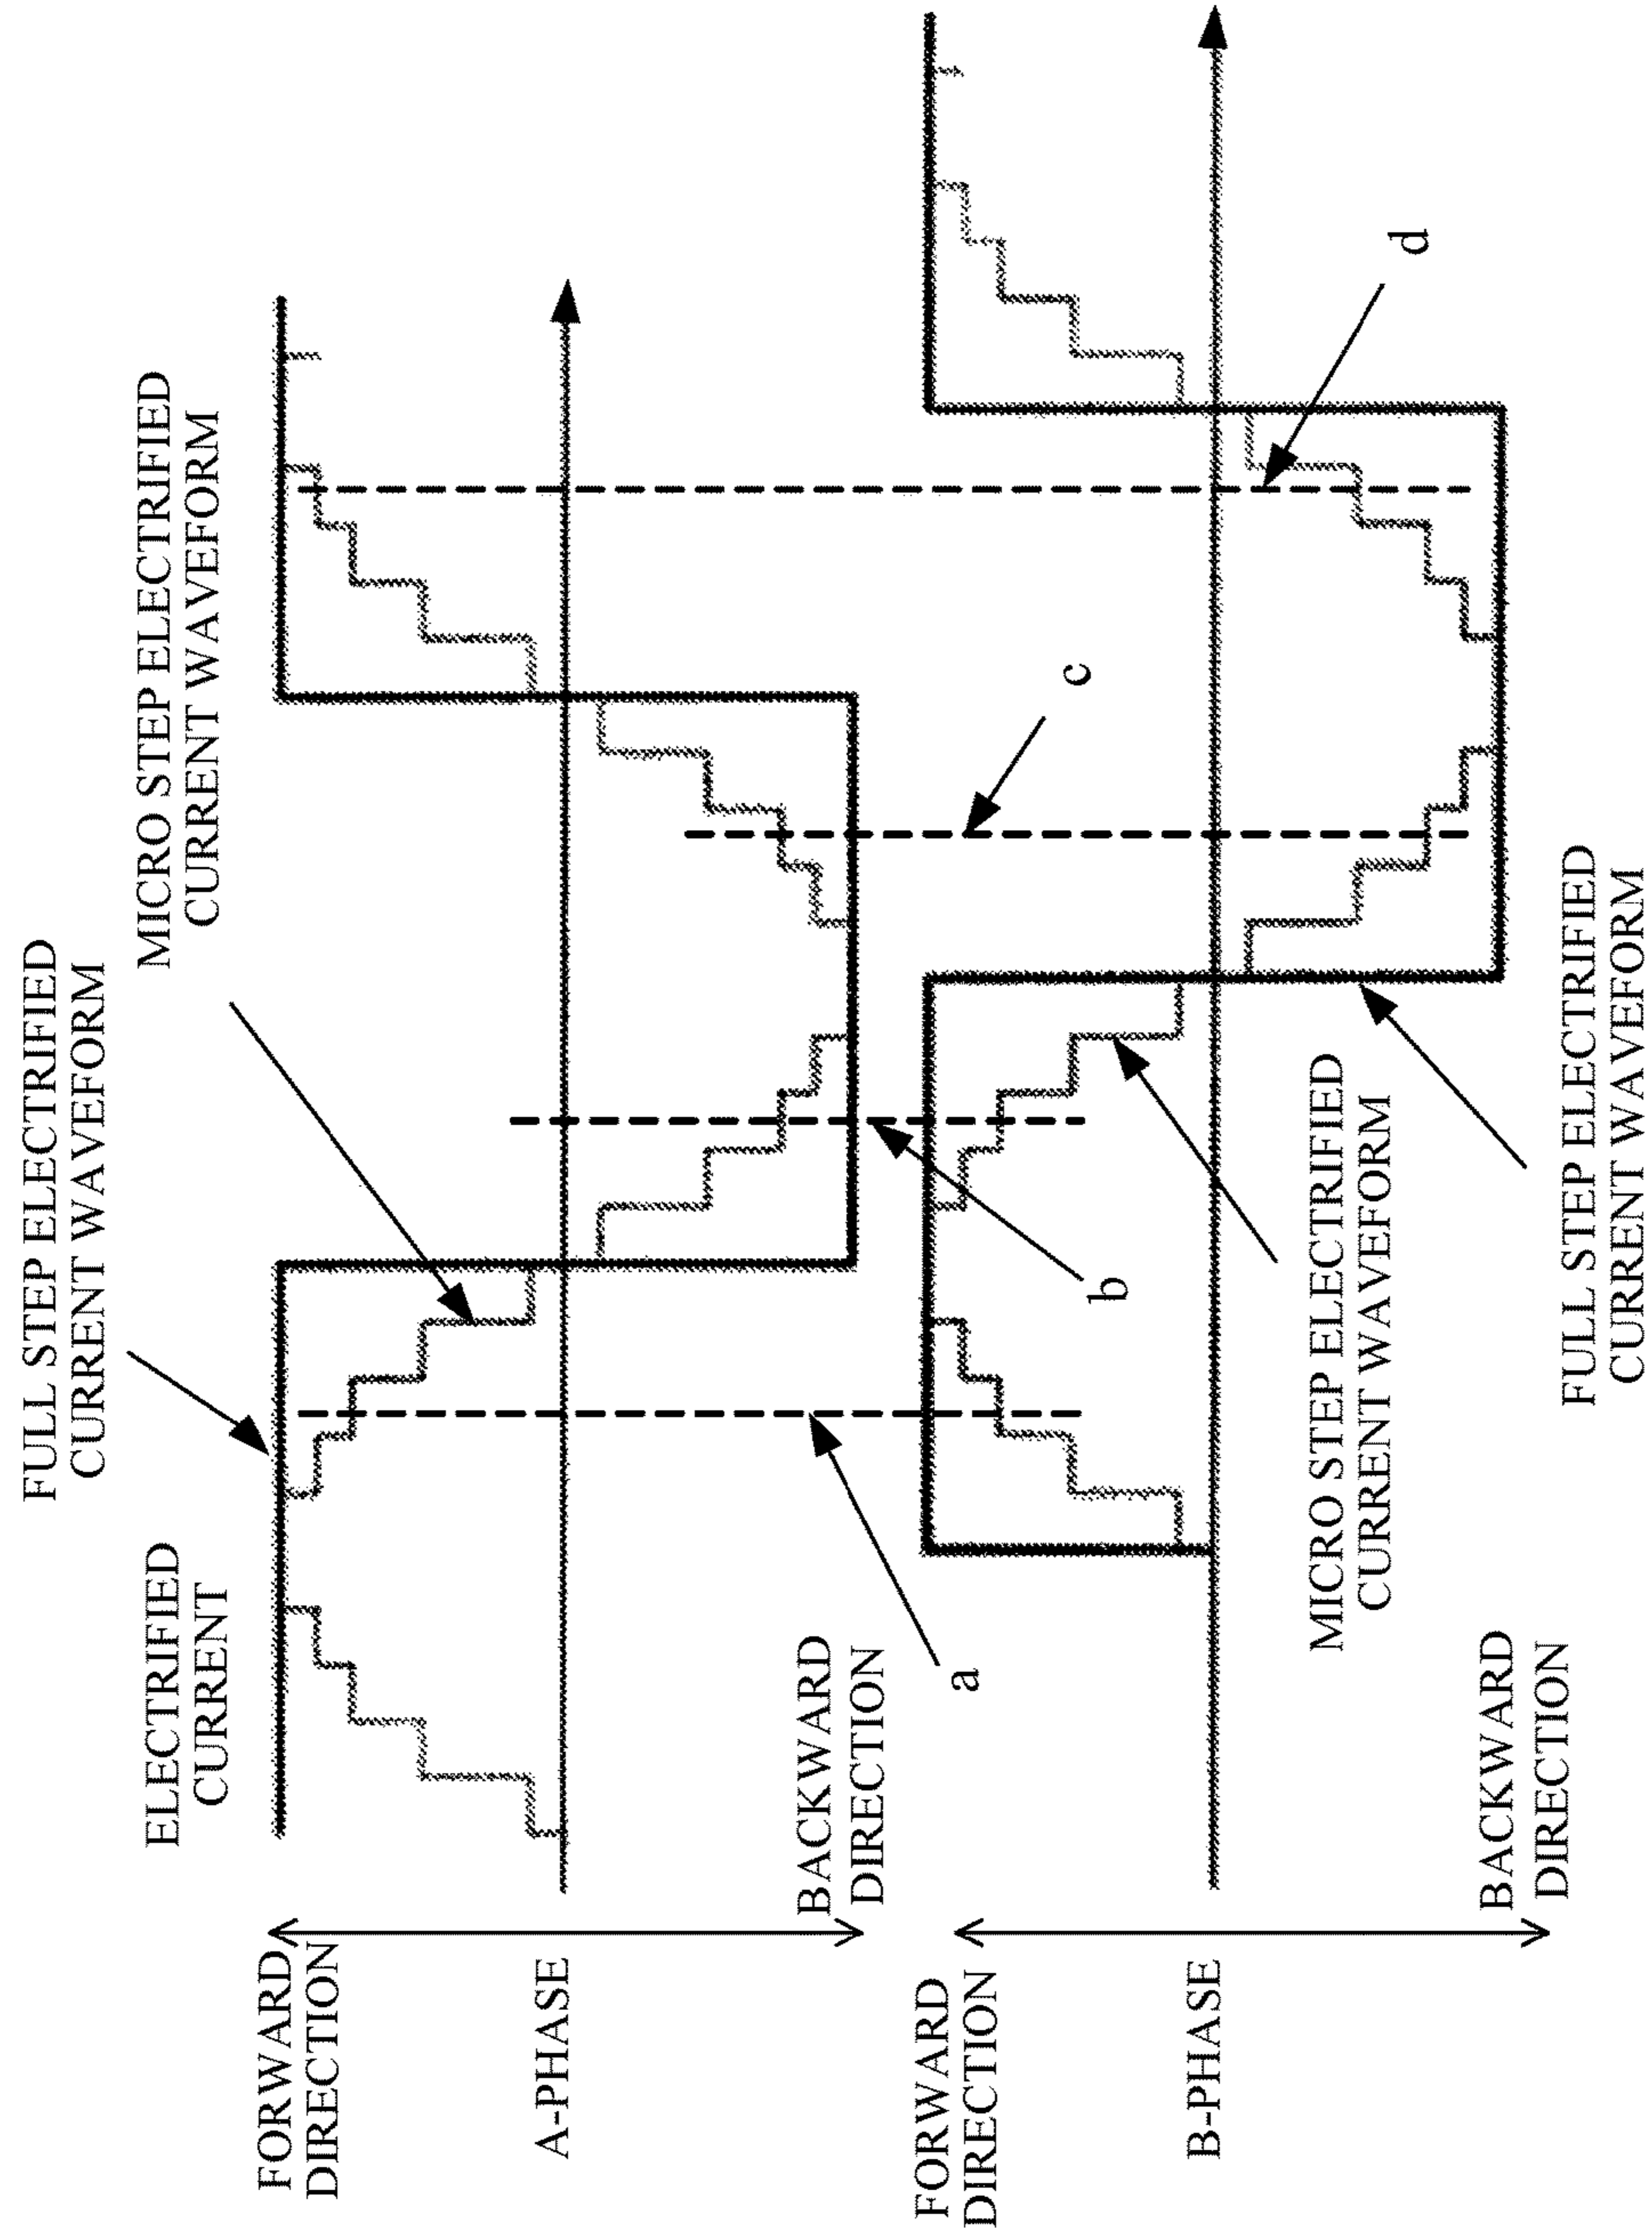 FULL STEP ELECTRIFIED
CURRENT WAVEFORM
MICRO STEP ELECTRIFIED
CURRENT WAVEFORM
ELECTRIFIED
CURRENT
FORWARD
DIRECTION
A-PHASE
BACKWARD
DIRECTION
a
b
c
d
FORWARD
DIRECTION
B-PHASE
BACKWARD
DIRECTION
MICRO STEP ELECTRIFIED
CURRENT WAVEFORM
FULL STEP ELECTRIFIED
CURRENT WAVEFORM